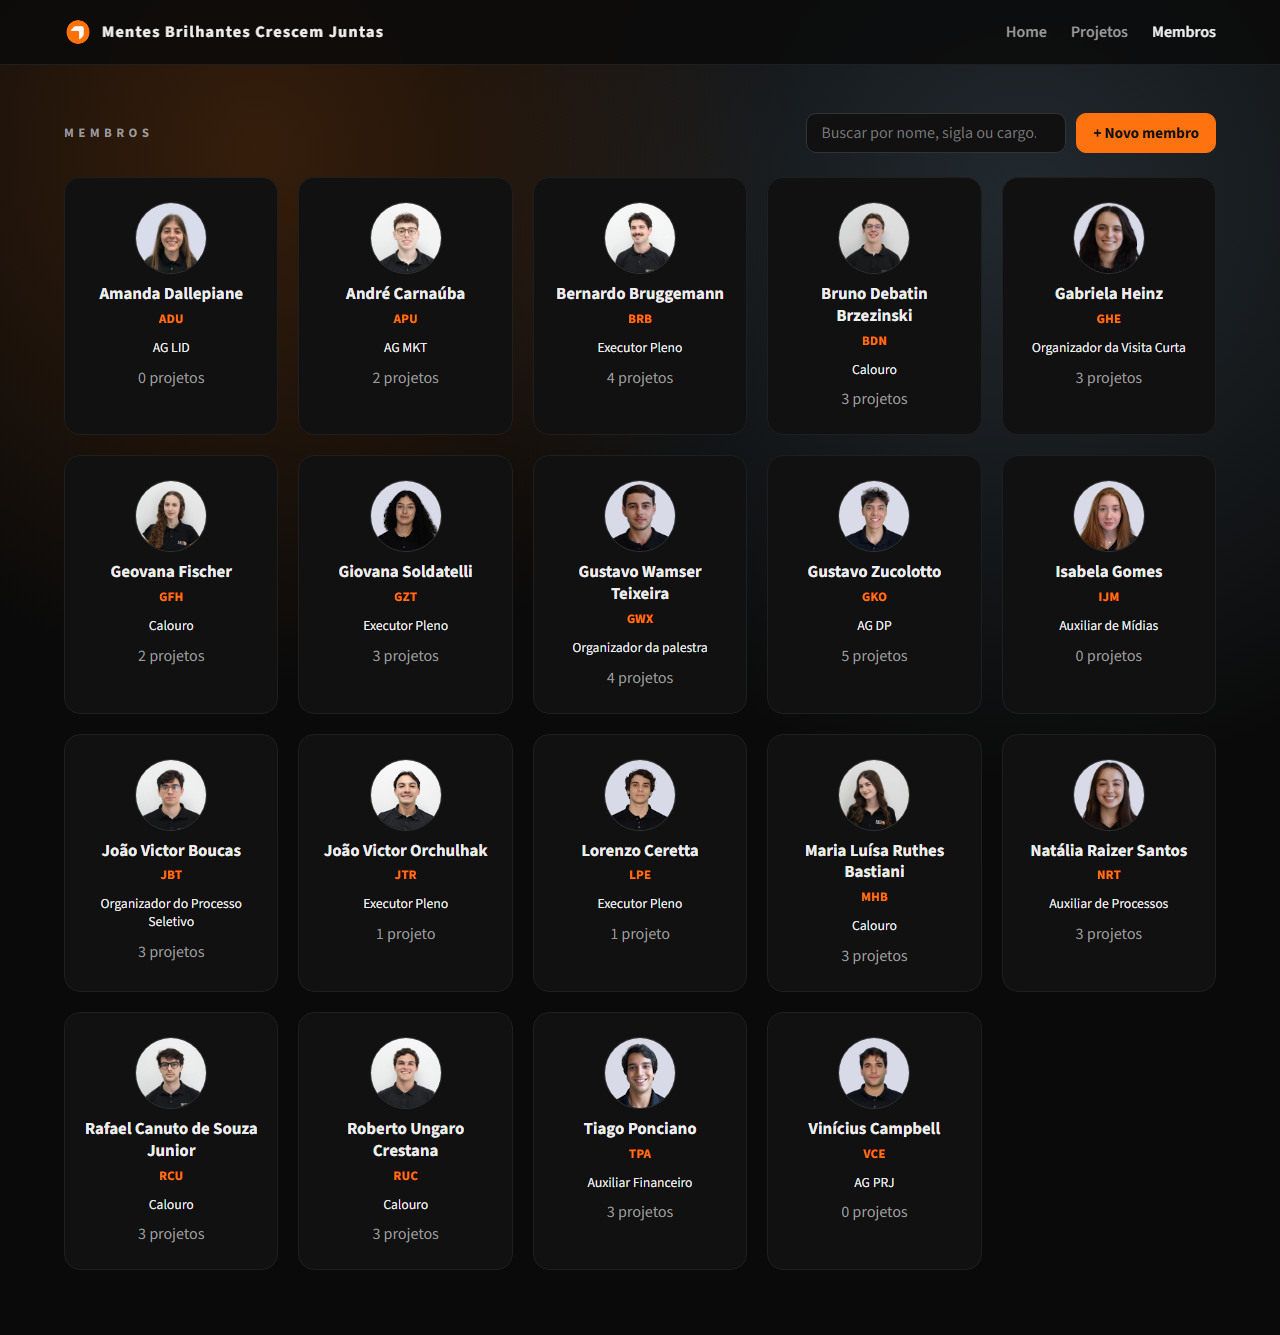 Mentes Brilhantes Crescem Juntas
Home
Projetos
Membros
MEMBROS
Buscar por nome, sigla ou cargo.
+ Novo membro
Amanda Dallepiane
ADU
AG LID
0 projetos
André Carnaúba
APU
AG MKT
2 projetos
Bernardo Bruggemann
BRB
Executor Pleno
4 projetos
Bruno Debatin
Brzezinski
BDN
Calouro
3 projetos
Gabriela Heinz
GHE
Organizador da Visita Curta
3 projetos
Geovana Fischer
GFH
Calouro
2 projetos
Giovana Soldatelli
GZT
Executor Pleno
3 projetos
Gustavo Wamser
Teixeira
GWX
Organizador da palestra
4 projetos
Gustavo Zucolotto
GKO
AG DP
5 projetos
Isabela Gomes
IJM
Auxiliar de Mídias
0 projetos
João Victor Boucas
JBT
Organizador do Processo
Seletivo
3 projetos
João Victor Orchulhak
JTR
Executor Pleno
1 projeto
Lorenzo Ceretta
LPE
Executor Pleno
1 projeto
Maria Luísa Ruthes
Bastiani
MHB
Calouro
3 projetos
Natália Raizer Santos
NRT
Auxiliar de Processos
3 projetos
Rafael Canuto de Souza
Junior
RCU
Calouro
3 projetos
Roberto Ungaro
Crestana
RUC
Calouro
3 projetos
Tiago Ponciano
TPA
Auxiliar Financeiro
3 projetos
Vinícius Campbell
VCE
AG PRJ
0 projetos